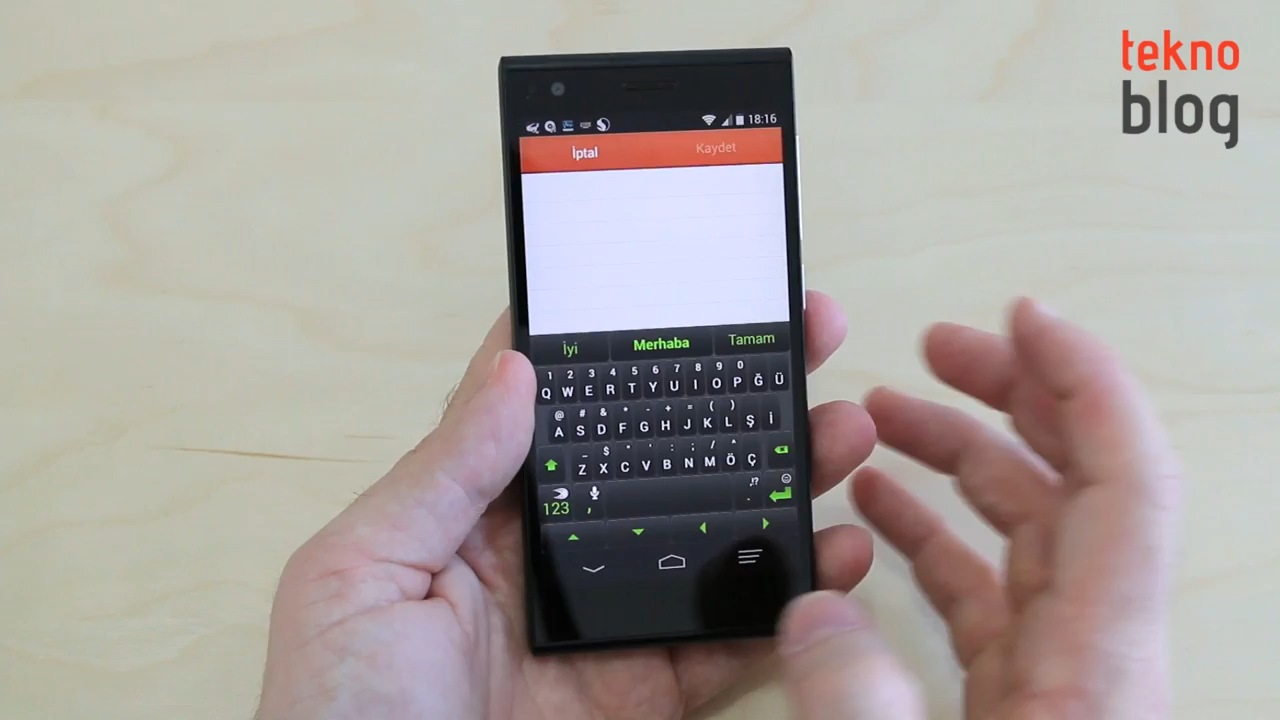 tekno
blog
18:16
İptal Kaydet
İyi Merhaba Tamam
1 2 3 4 5 6 7 8 9 0
Q W E R T Y U I O P Ğ Ü
@ # & * - + = ( )
A S D F G H J K L Ş İ
_ $ " ' : ; / ^
Z X C V B N M Ö Ç
.!?
123 , .